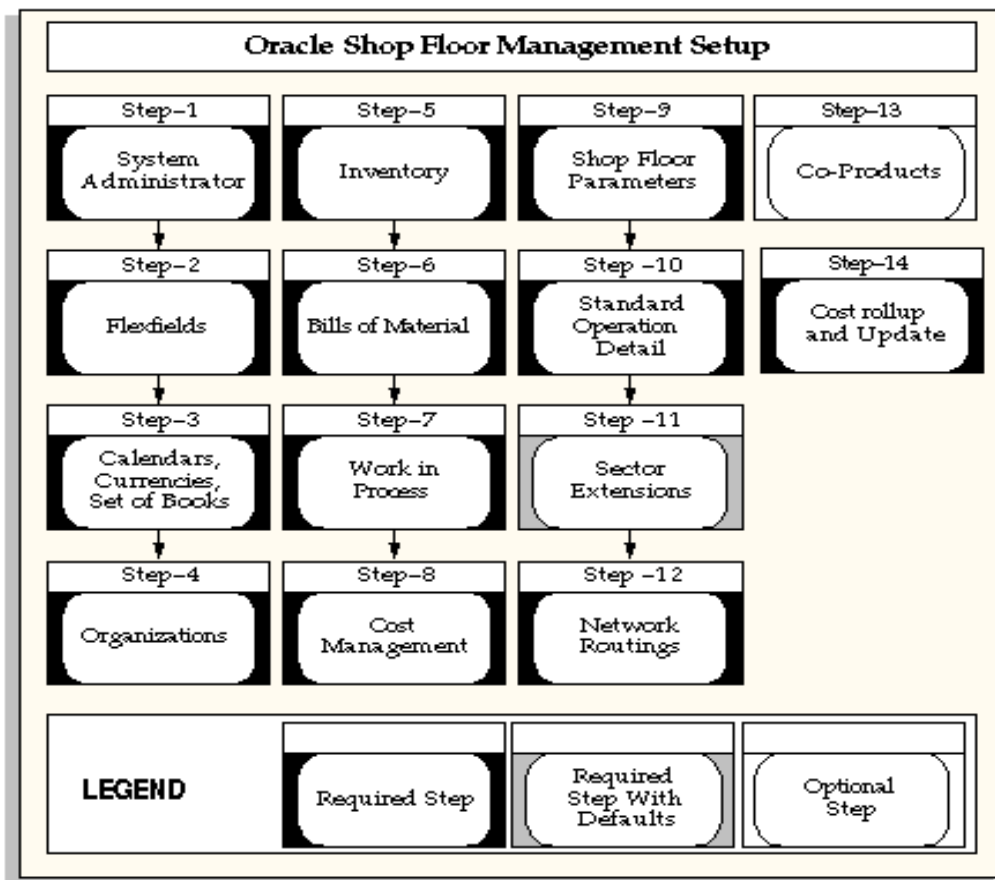 Oracle Shop Floor Management Setup
Step-1
System
Administrator
Step-2
Flexfields
Step-3
Calendars,
Currencies,
Set of Books
Step-4
Organizations
Step-5
Inventory
Step-6
Bills of Material
Step-7
Work in
Process
Step-8
Cost
Management
Step-9
Shop Floor
Parameters
Step -10
Standard
Operation
Detail
Step -11
Sector
Extensions
Step -12
Network
Routings
Step-13
Co-Products
Step-14
Cost rollup
and Update
LEGEND
Required Step
Required
Step With
Defaults
Optional
Step